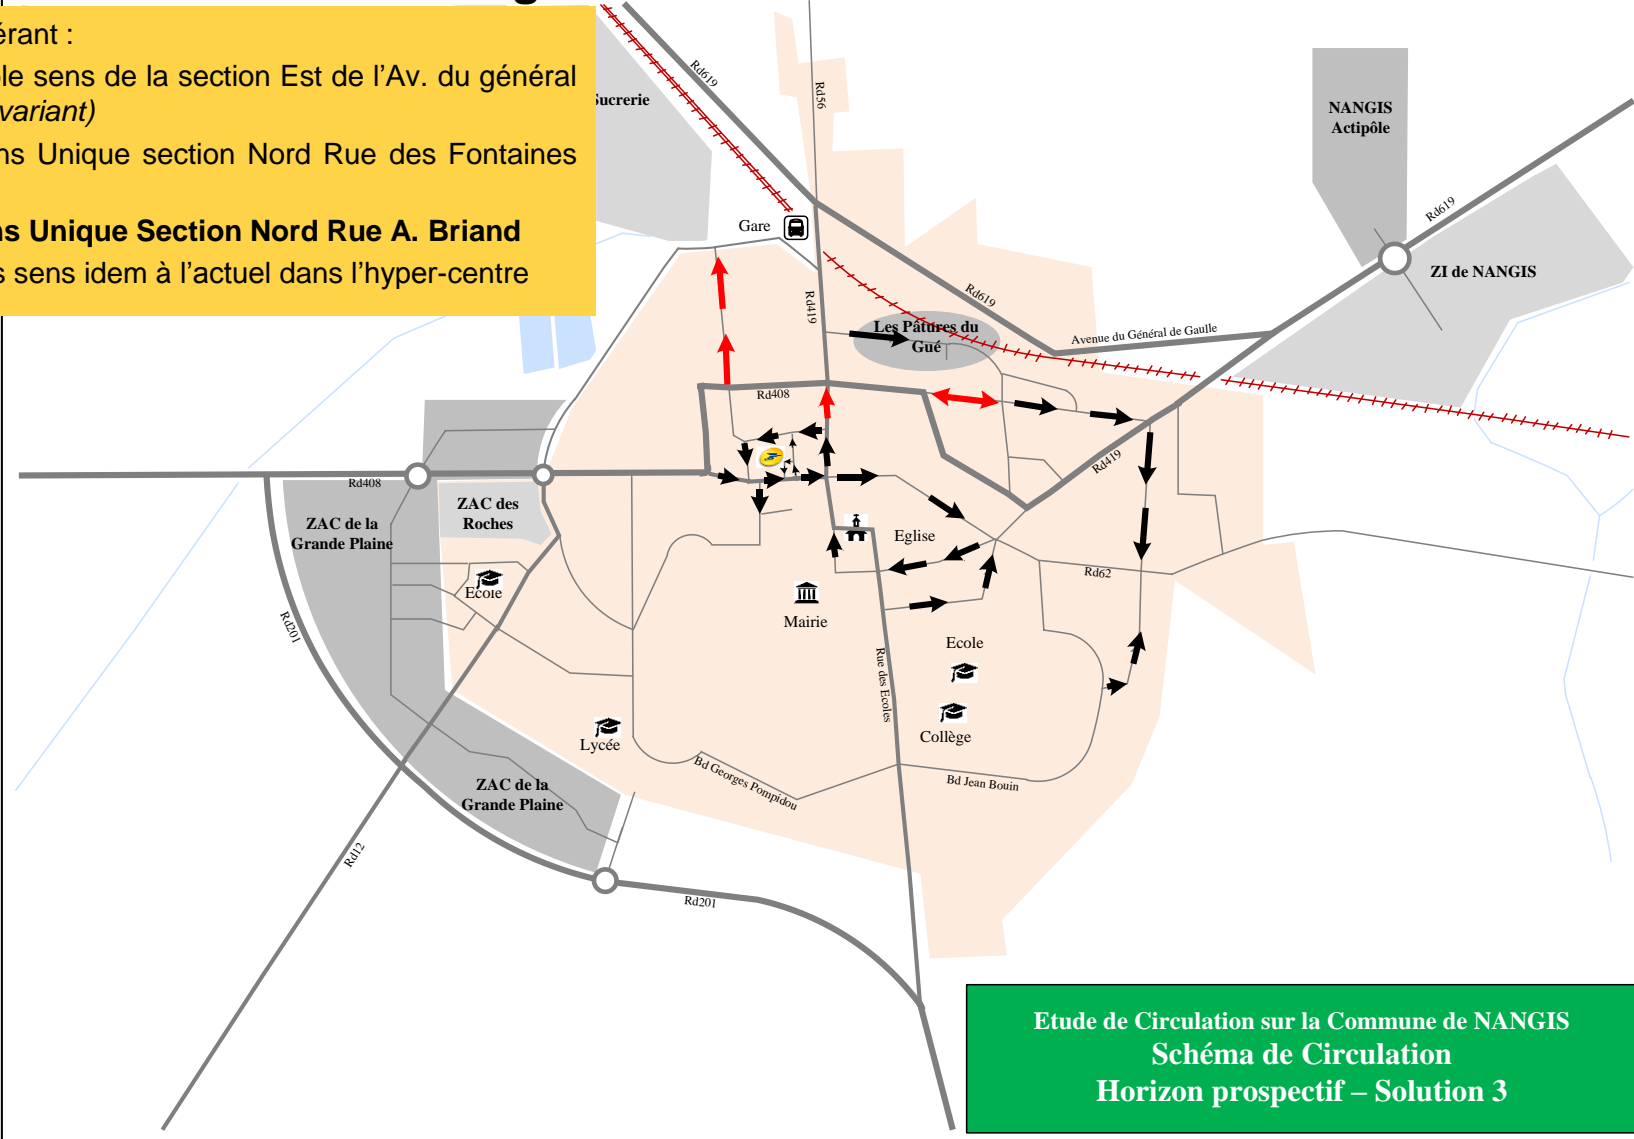 érant :
le sens de la section Est de l'Av. du général
variant)
ns Unique section Nord Rue des Fontaines
ns Unique Section Nord Rue A. Briand
s sens idem à l'actuel dans l'hyper-centre
Sucrerie
Rd619
Rd56
NANGIS
Actipôle
Rd619
ZI de NANGIS
Gare
Rd419
Rd619
Les Pâtures du
Gué
Avenue du Général de Gaulle
Rd408
Rd419
Rd408
ZAC des
Roches
ZAC de la
Grande Plaine
Eglise
Rd62
Ecole
Mairie
Rd201
Ecole
Rue des Ecoles
Collège
Lycée
Bd Georges Pompidou
Bd Jean Bouin
ZAC de la
Grande Plaine
Rd12
Rd201
Etude de Circulation sur la Commune de NANGIS
Schéma de Circulation
Horizon prospectif – Solution 3